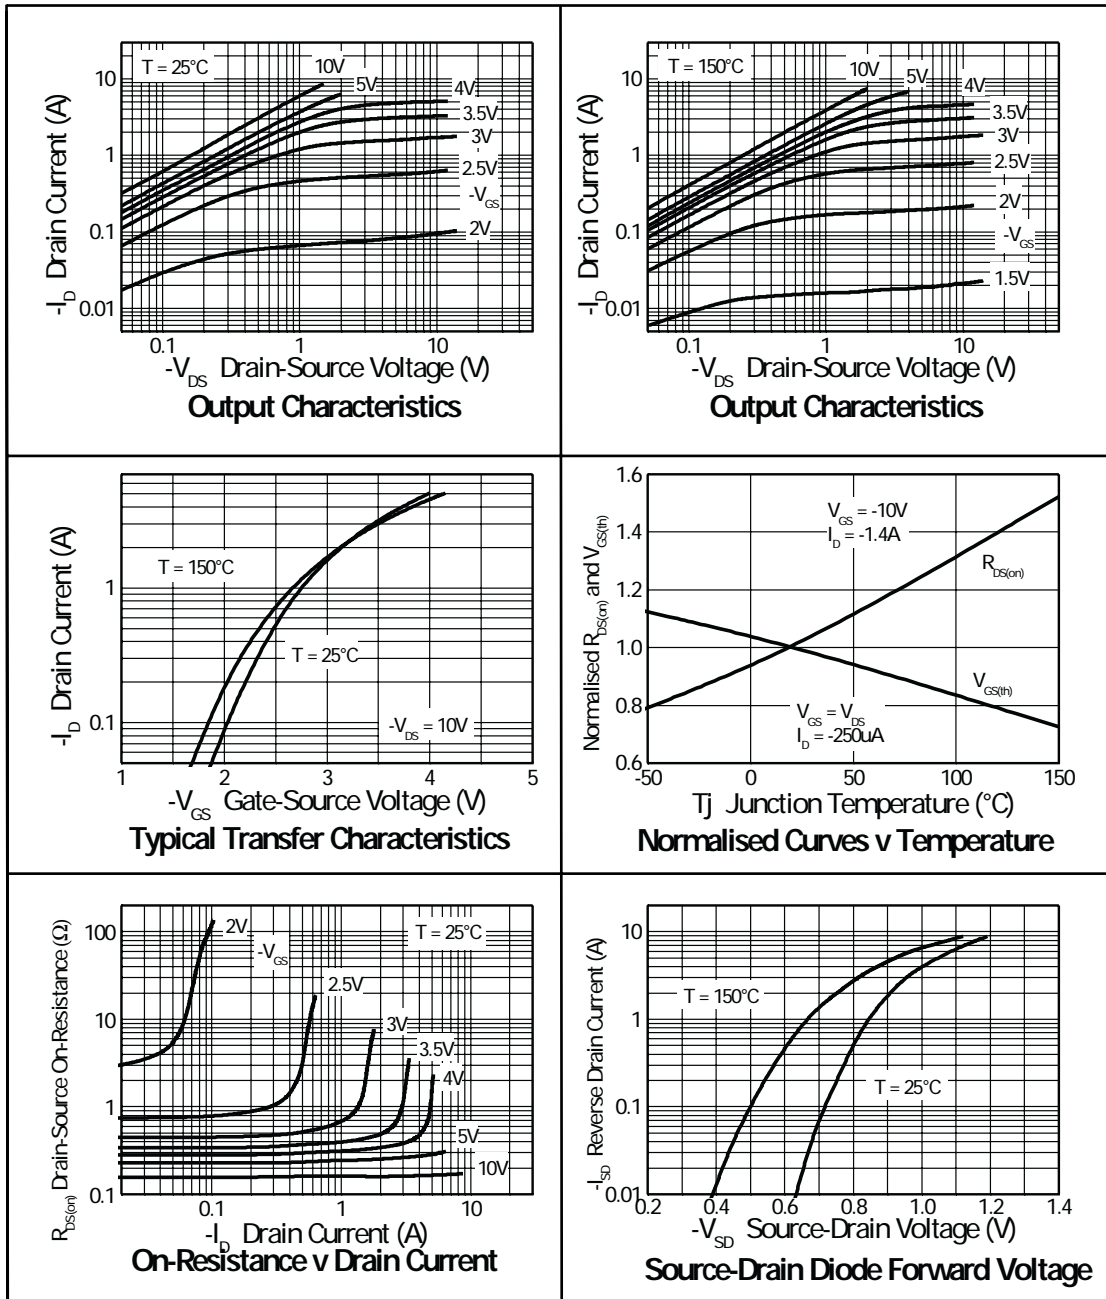 T = 25°C
10V
5V
4V
3.5V
3V
2.5V
-VGS
2V
10
1
0.1
0.01
-ID Drain Current (A)
0.1 1 10
-VDS Drain-Source Voltage (V)
Output Characteristics
T = 150°C
10V
5V
4V
3.5V
3V
2.5V
2V
-VGS
1.5V
10
1
0.1
0.01
-ID Drain Current (A)
0.1 1 10
-VDS Drain-Source Voltage (V)
Output Characteristics
T = 150°C
T = 25°C
-VDS = 10V
1
0.1
-ID Drain Current (A)
1 2 3 4 5
-VGS Gate-Source Voltage (V)
Typical Transfer Characteristics
1.6
1.4
1.2
1.0
0.8
0.6
Normalised RDS(on) and VGS(th)
VGS = -10V
ID = -1.4A
RDS(on)
VGS(th)
VGS = VDS
ID = -250uA
-50 0 50 100 150
Tj Junction Temperature (°C)
Normalised Curves v Temperature
100
10
1
0.1
RDS(on) Drain-Source On-Resistance (Ω)
2V
-VGS
T = 25°C
2.5V
3V
3.5V
4V
5V
10V
0.1 1 10
-ID Drain Current (A)
On-Resistance v Drain Current
10
1
0.1
0.01
-ISD Reverse Drain Current (A)
T = 150°C
T = 25°C
0.2 0.4 0.6 0.8 1.0 1.2 1.4
-VSD Source-Drain Voltage (V)
Source-Drain Diode Forward Voltage